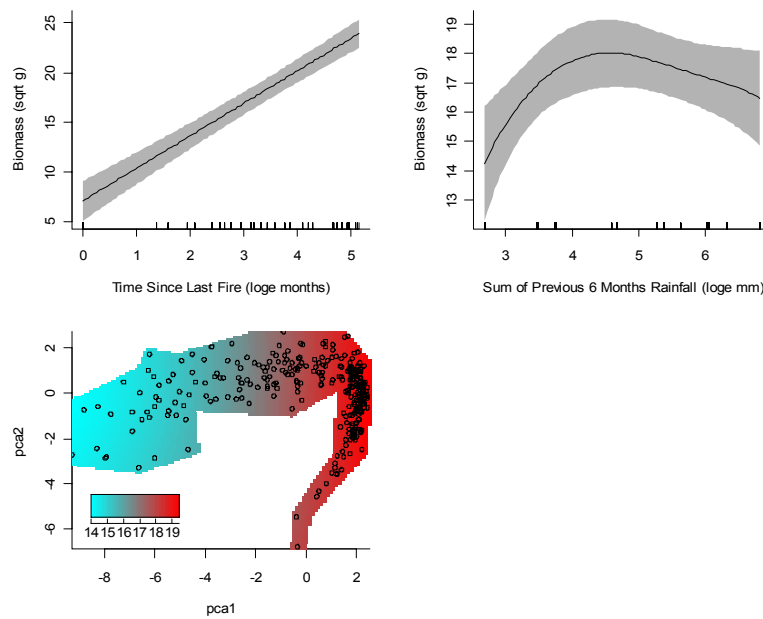 25
20
15
10
5
Biomass (sqrt g)
0 1 2 3 4 5
Time Since Last Fire (loge months)
19
18
17
16
15
14
13
Biomass (sqrt g)
3 4 5 6
Sum of Previous 6 Months Rainfall (loge mm)
2
0
-2
-4
-6
pca2
14 15 16 17 18 19
-8 -6 -4 -2 0 2
pca1